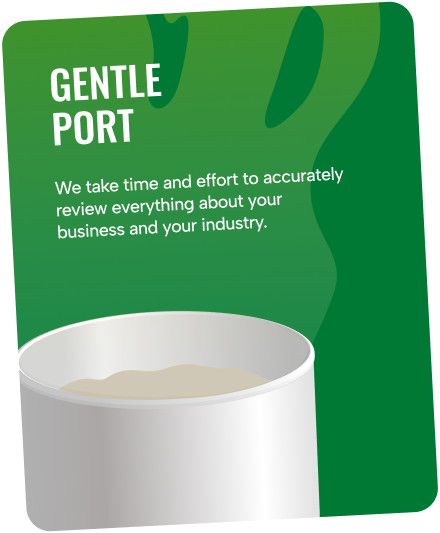 GENTLE
PORT
We take time and effort to accurately
review everything about your
business and your industry.